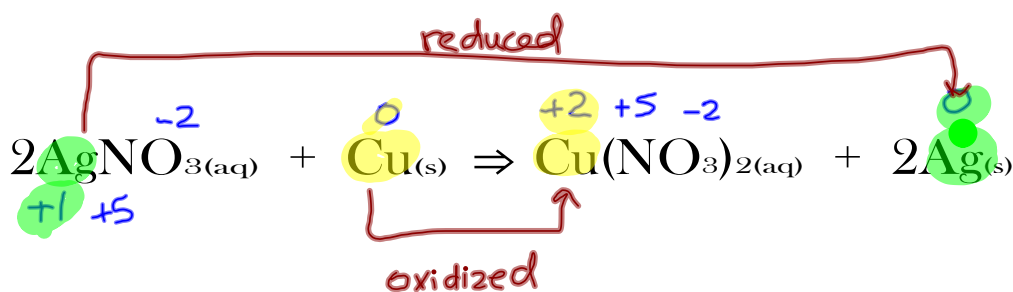 reduced
-2 0 +2 +5 -2 0
2AgNO3(aq) + Cu(s) ⇒ Cu(NO3)2(aq) + 2Ag(s)
+1 +5
oxidized